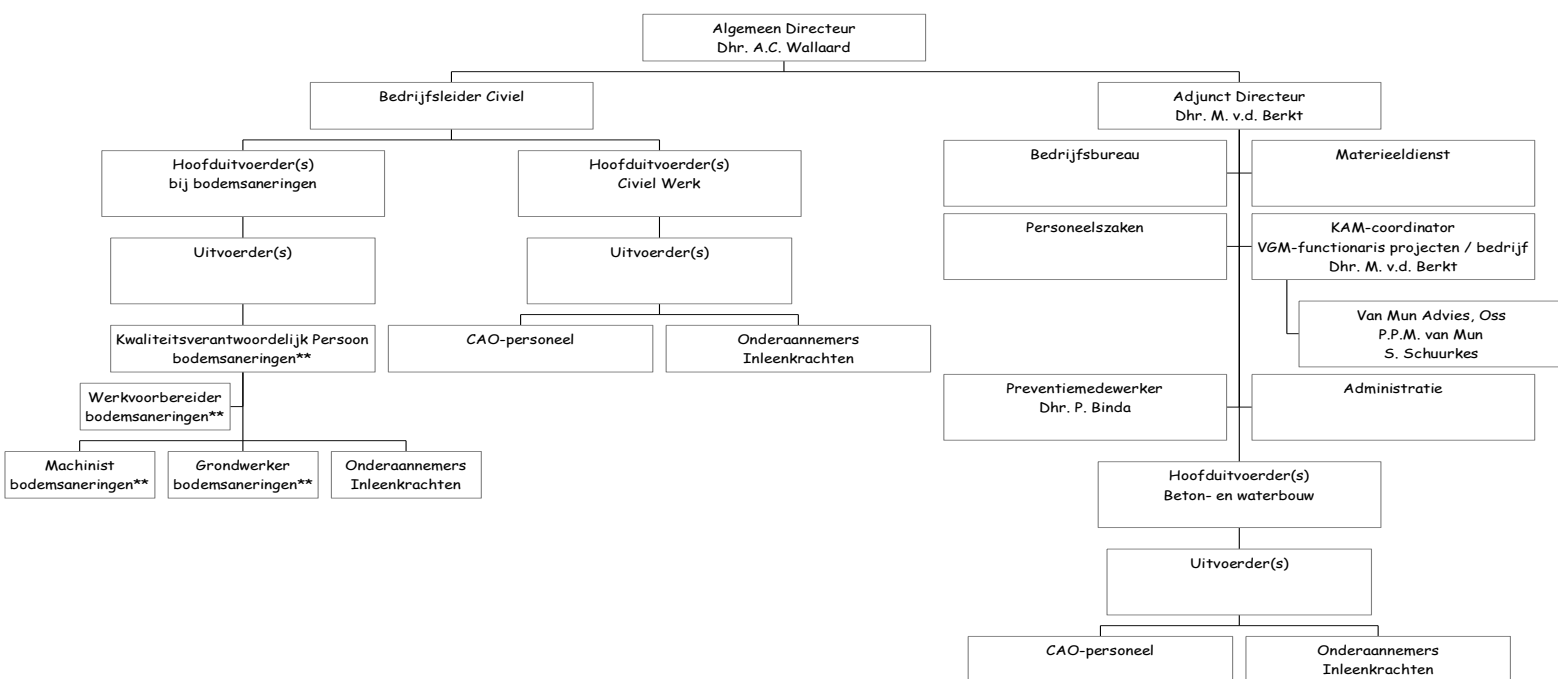 Algemeen Directeur
Dhr. A.C. Wallaard
Bedrijfsleider Civiel
Adjunct Directeur
Dhr. M. v.d. Berkt
Hoofduitvoerder(s)
bij bodemsaneringen
Hoofduitvoerder(s)
Civiel Werk
Bedrijfsbureau
Materieeldienst
Personeelszaken
KAM-coordinator
VGM-functionaris projecten / bedrijf
Dhr. M. v.d. Berkt
Uitvoerder(s)
Uitvoerder(s)
Van Mun Advies, Oss
P.P.M. van Mun
S. Schuurkes
Kwaliteitsverantwoordelijk Persoon
bodemsaneringen**
CAO-personeel
Onderaannemers
Inleenkrachten
Preventiemedewerker
Dhr. P. Binda
Administratie
Werkvoorbereider
bodemsaneringen**
Machinist
bodemsaneringen**
Grondwerker
bodemsaneringen**
Onderaannemers
Inleenkrachten
Hoofduitvoerder(s)
Beton- en waterbouw
Uitvoerder(s)
CAO-personeel
Onderaannemers
Inleenkrachten